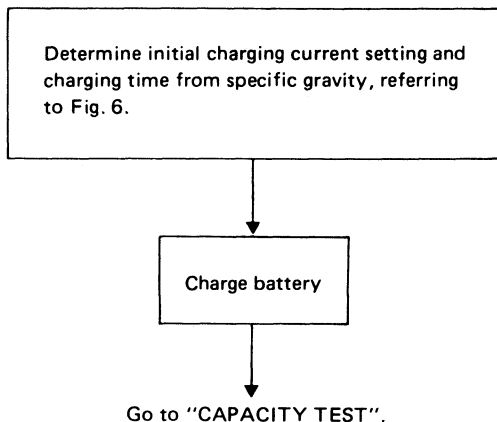 Determine initial charging current setting and
charging time from specific gravity, referring
to Fig. 6.
Charge battery
Go to "CAPACITY TEST".